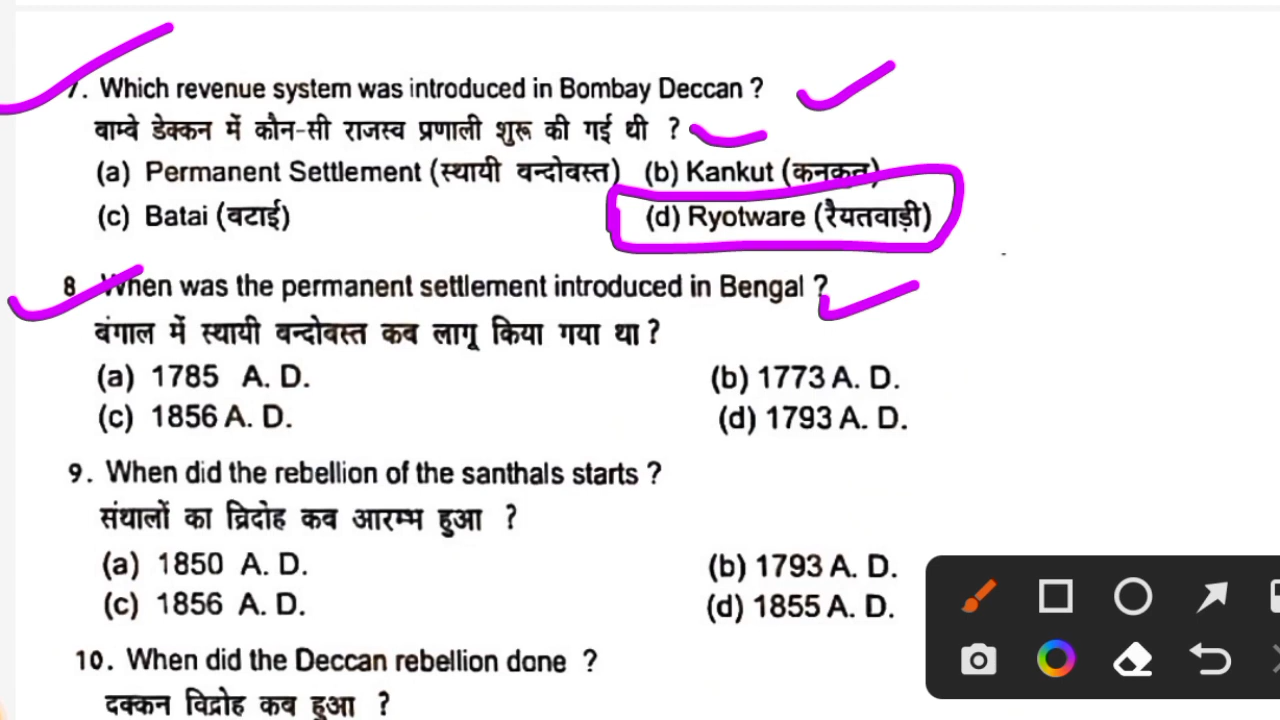 7. Which revenue system was introduced in Bombay Deccan ?
बाम्वे डेक्कन में कौन-सी राजस्व प्रणाली शुरू की गई थी ?
(a) Permanent Settlement (स्थायी वन्दोबस्त) (b) Kankut (कनकुत)
(c) Batai (बटाई) (d) Ryotware (रैयतवाड़ी)
8 When was the permanent settlement introduced in Bengal ?
बंगाल में स्थायी वन्दोबस्त कब लागू किया गया था ?
(a) 1785 A. D. (b) 1773 A. D.
(c) 1856 A. D. (d) 1793 A. D.
9. When did the rebellion of the santhals starts ?
संथालों का विद्रोह कब आरम्भ हुआ ?
(a) 1850 A. D. (b) 1793 A. D.
(c) 1856 A. D. (d) 1855 A. D.
10. When did the Deccan rebellion done ?
दक्कन विद्रोह कब हुआ ?